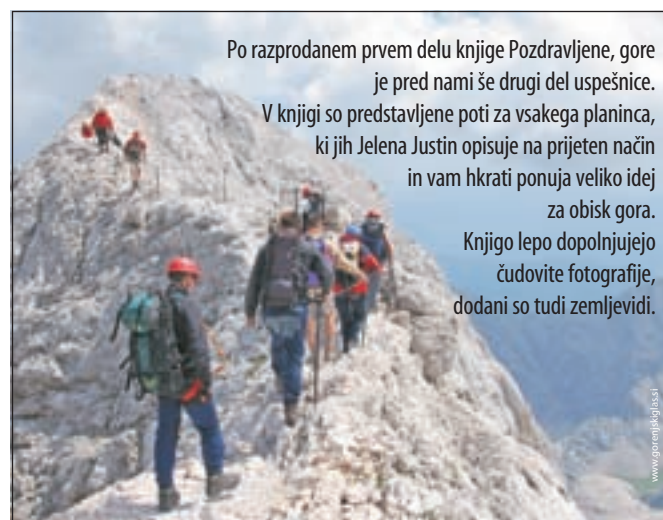 Po razprodanem prvem delu knjige Pozdravljene, gore
je pred nami še drugi del uspešnice.
V knjigi so predstavljene poti za vsakega planinca,
ki jih Jelena Justin opisuje na prijeten način
in vam hkrati ponuja veliko idej
za obisk gora.
Knjigo lepo dopolnjujejo
čudovite fotografije,
dodani so tudi zemljevidi.
www.gorenjskiglas.si